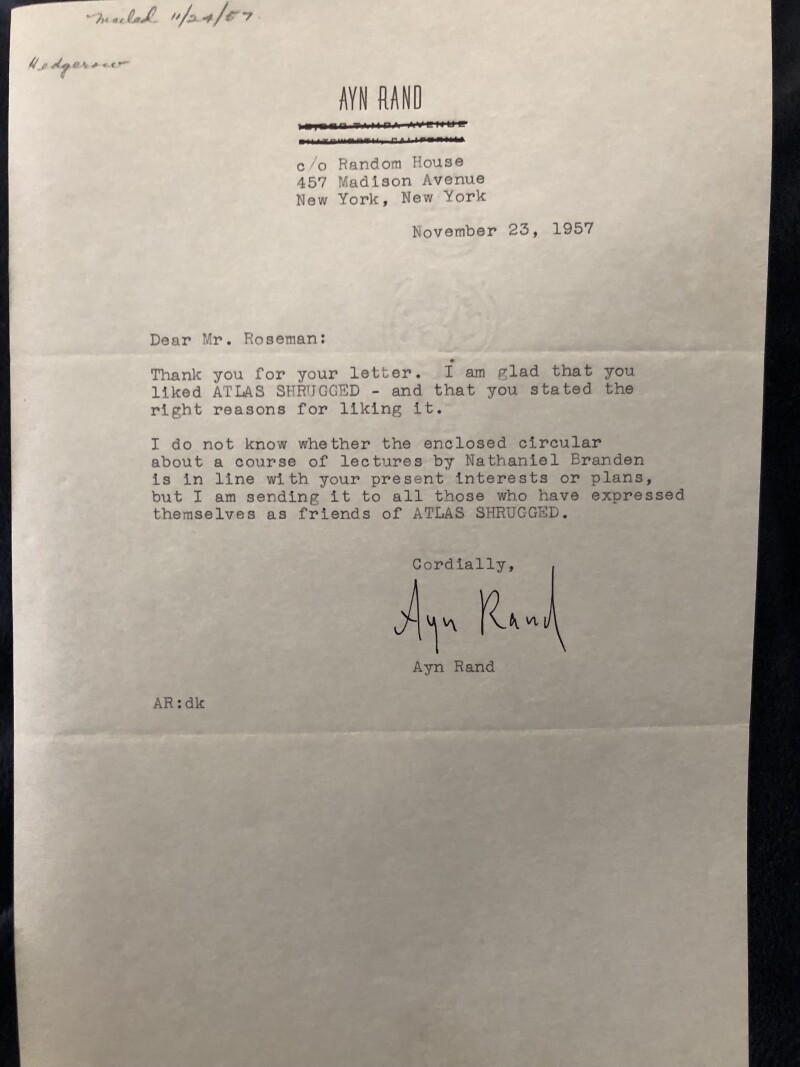 Mailed 11/24/57.
Hedgerow
AYN RAND
TAMPA AVENUE
CHATSWORTH, CALIFORNIA
c/o Random House
457 Madison Avenue
New York, New York
November 23, 1957
Dear Mr. Roseman:
Thank you for your letter. I am glad that you
liked ATLAS SHRUGGED - and that you stated the
right reasons for liking it.
I do not know whether the enclosed circular
about a course of lectures by Nathaniel Branden
is in line with your present interests or plans,
but I am sending it to all those who have expressed
themselves as friends of ATLAS SHRUGGED.
Cordially,
Ayn Rand
Ayn Rand
AR:dk